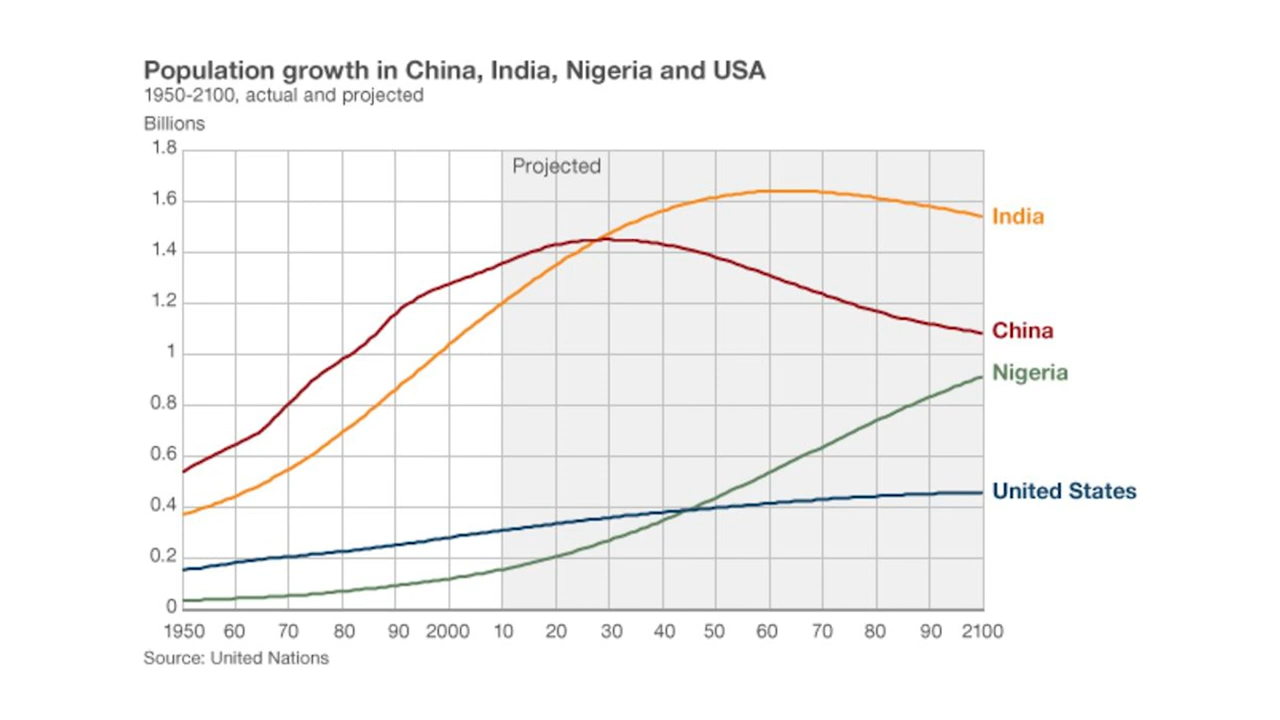 Population growth in China, India, Nigeria and USA
1950-2100, actual and projected
Billions
1.8
Projected
1.6
India
1.4
1.2
China
1
Nigeria
0.8
0.6
United States
0.4
0.2
0
1950 60 70 80 90 2000 10 20 30 40 50 60 70 80 90 2100
Source: United Nations